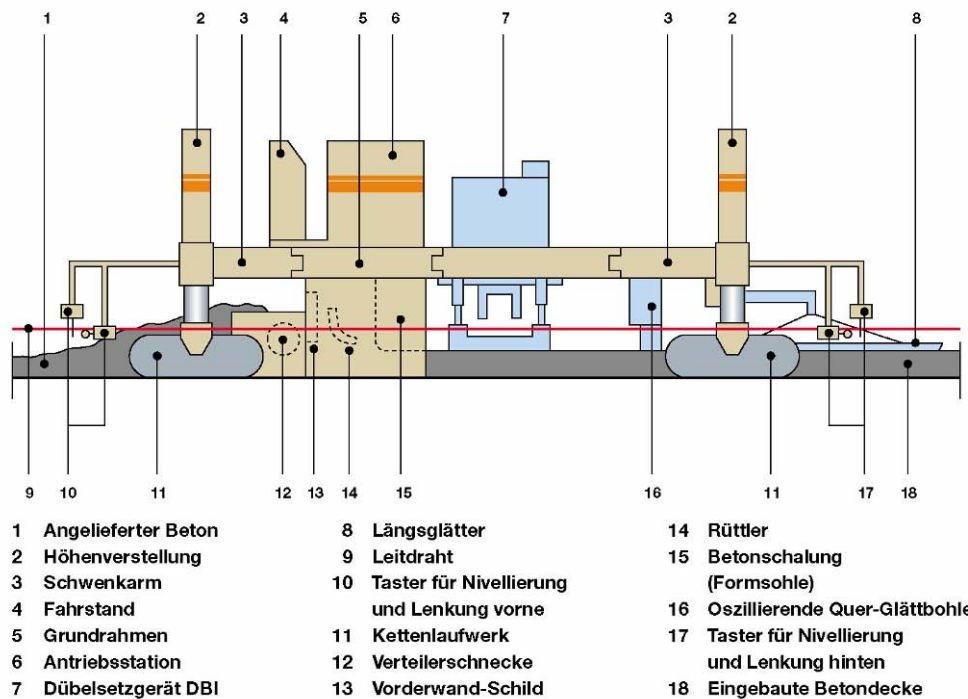 1 2 3 4 5 6 7 3 2 8
9 10 11 12 13 14 15 16 11 17 18
1 Angelieferter Beton
2 Höhenverstellung
3 Schwenkarm
4 Fahrstand
5 Grundrahmen
6 Antriebsstation
7 Dübelsetzgerät DBI
8 Längsglätter
9 Leitdraht
10 Taster für Nivellierung
und Lenkung vorne
11 Kettenlaufwerk
12 Verteilerschnecke
13 Vorderwand-Schild
14 Rüttler
15 Betonschalung
(Formsohle)
16 Oszillierende Quer-Glättbohle
17 Taster für Nivellierung
und Lenkung hinten
18 Eingebaute Betondecke